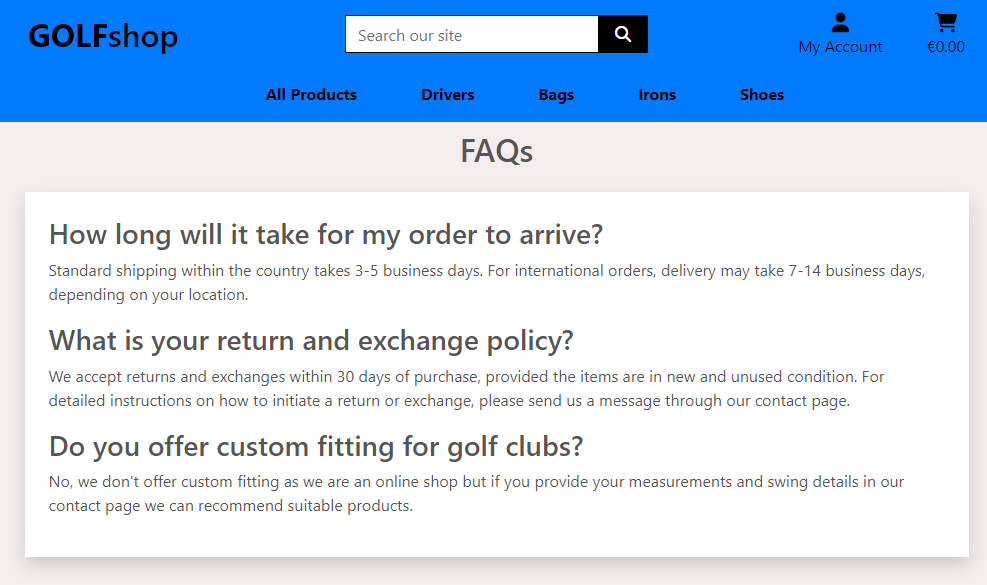 GOLFshop
Search our site
My Account
€0.00
All Products Drivers Bags Irons Shoes
FAQs
How long will it take for my order to arrive?
Standard shipping within the country takes 3-5 business days. For international orders, delivery may take 7-14 business days,
depending on your location.
What is your return and exchange policy?
We accept returns and exchanges within 30 days of purchase, provided the items are in new and unused condition. For
detailed instructions on how to initiate a return or exchange, please send us a message through our contact page.
Do you offer custom fitting for golf clubs?
No, we don't offer custom fitting as we are an online shop but if you provide your measurements and swing details in our
contact page we can recommend suitable products.